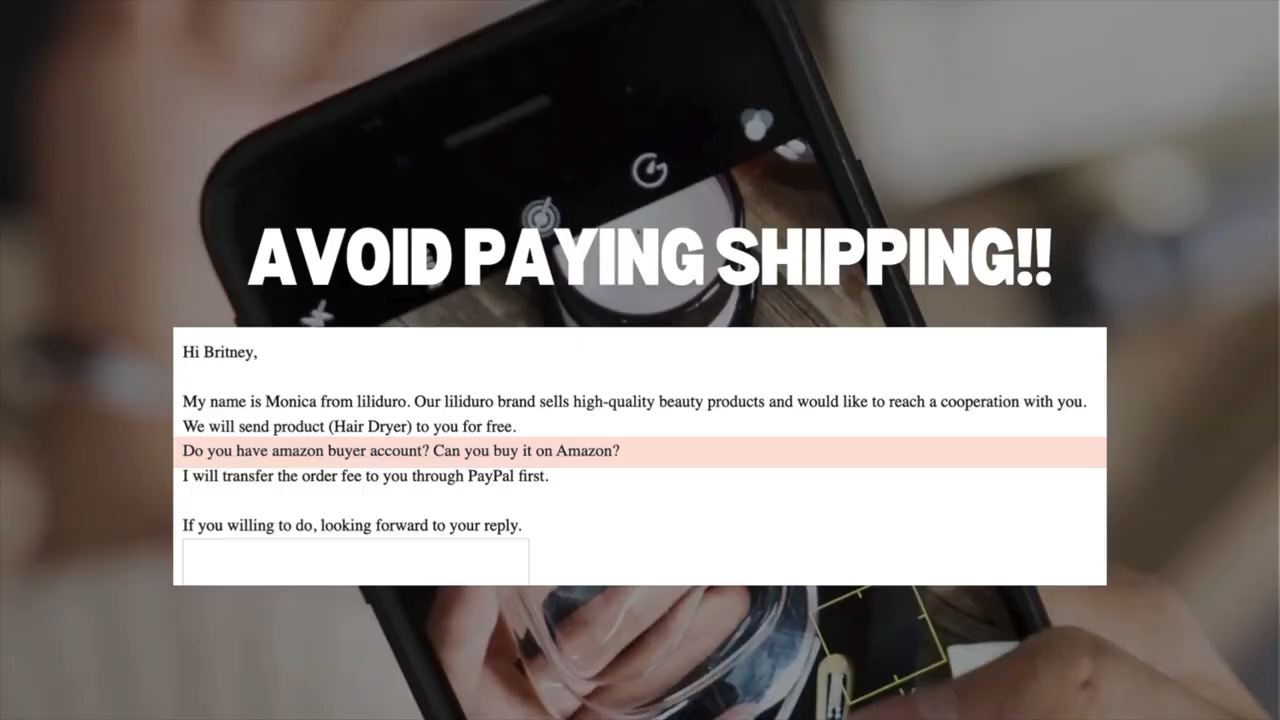 AVOID PAYING SHIPPING!!
Hi Britney,
My name is Monica from liliduro. Our liliduro brand sells high-quality beauty products and would like to reach a cooperation with you.
We will send product (Hair Dryer) to you for free.
Do you have amazon buyer account? Can you buy it on Amazon?
I will transfer the order fee to you through PayPal first.
If you willing to do, looking forward to your reply.